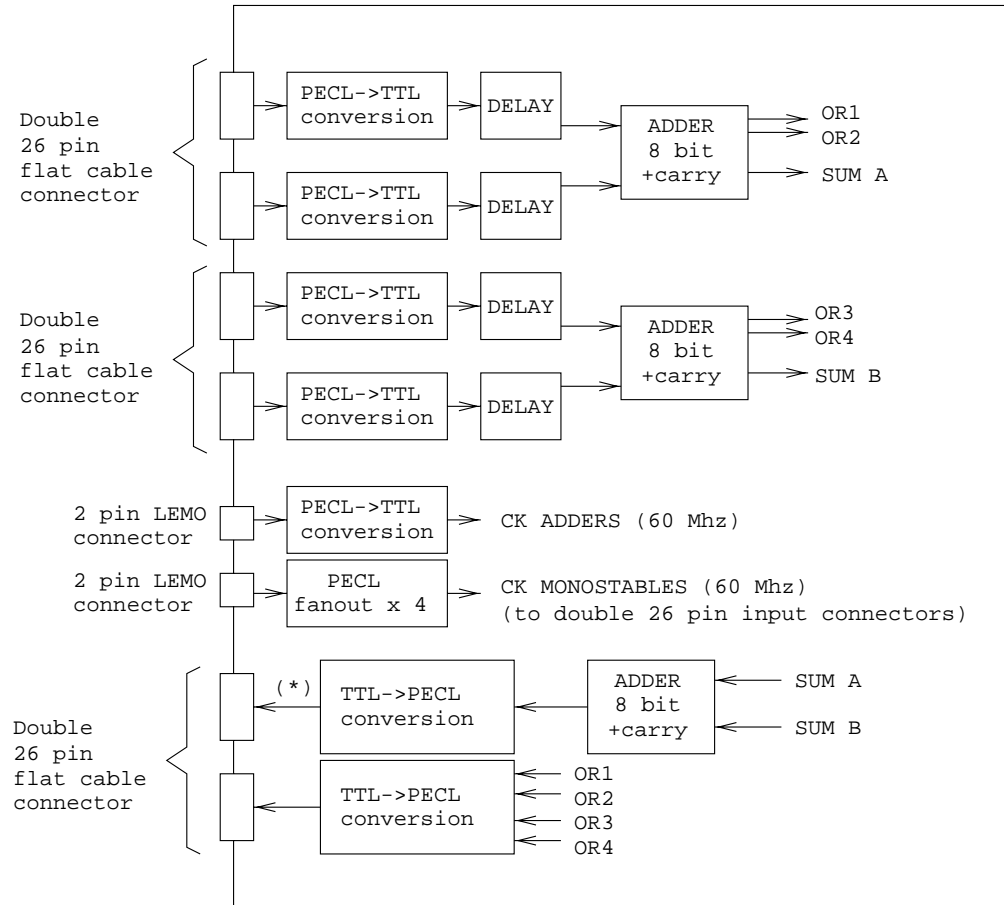 Double
26 pin
flat cable
connector
PECL->TTL
conversion
DELAY
PECL->TTL
conversion
DELAY
ADDER
8 bit
+carry
OR1
OR2
SUM A
Double
26 pin
flat cable
connector
PECL->TTL
conversion
DELAY
PECL->TTL
conversion
DELAY
ADDER
8 bit
+carry
OR3
OR4
SUM B
2 pin LEMO
connector
PECL->TTL
conversion
CK ADDERS (60 Mhz)
2 pin LEMO
connector
PECL
fanout x 4
CK MONOSTABLES (60 Mhz)
(to double 26 pin input connectors)
Double
26 pin
flat cable
connector
(*)
TTL->PECL
conversion
ADDER
8 bit
+carry
SUM A
SUM B
TTL->PECL
conversion
OR1
OR2
OR3
OR4